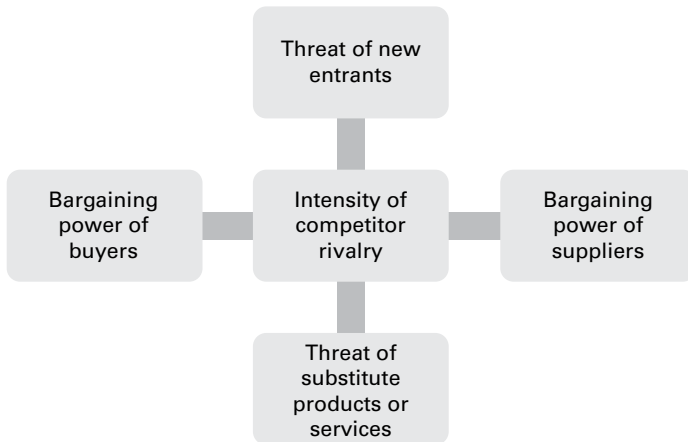 Threat of new
entrants
Bargaining
power of
buyers
Intensity of
competitor
rivalry
Bargaining
power of
suppliers
Threat of
substitute
products or
services